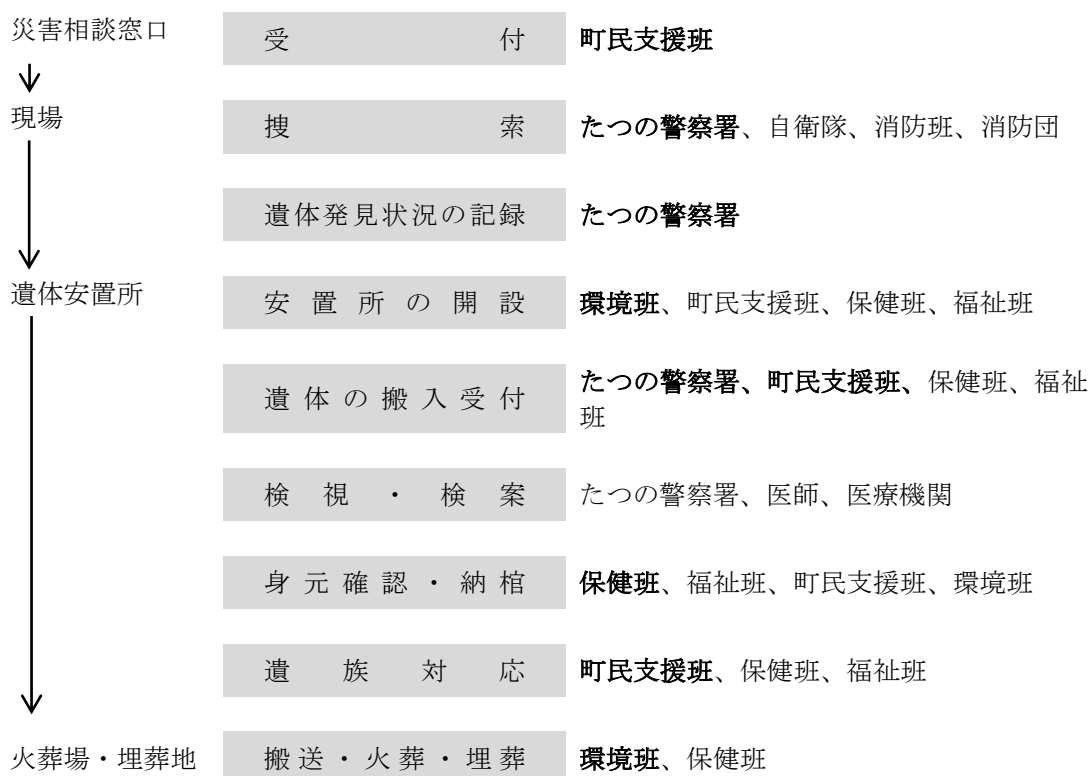 災害相談窓口 受付 町民支援班
現場 捜索 たつの警察署、自衛隊、消防班、消防団
遺体発見状況の記録 たつの警察署
遺体安置所 安置所の開設 環境班、町民支援班、保健班、福祉班
遺体の搬入受付 たつの警察署、町民支援班、保健班、福祉
班
検視・検案 たつの警察署、医師、医療機関
身元確認・納棺 保健班、福祉班、町民支援班、環境班
遺族対応 町民支援班、保健班、福祉班
火葬場・埋葬地 搬送・火葬・埋葬 環境班、保健班